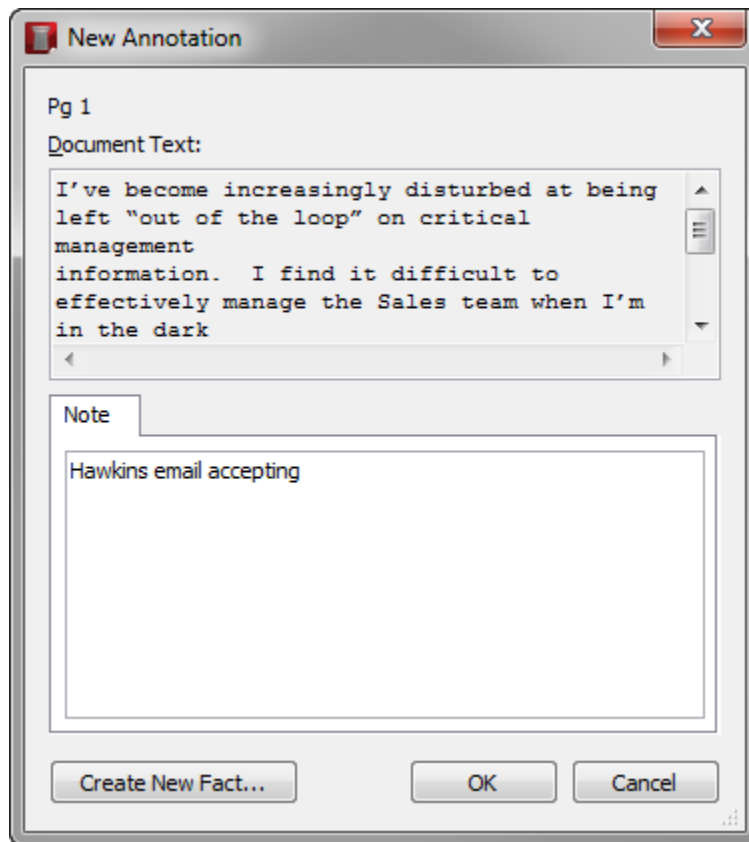 New Annotation
Pg 1
Document Text:
I’ve become increasingly disturbed at being
left “out of the loop” on critical
management
information.  I find it difficult to
effectively manage the Sales team when I’m
in the dark
Note
Hawkins email accepting
Create New Fact...
OK
Cancel